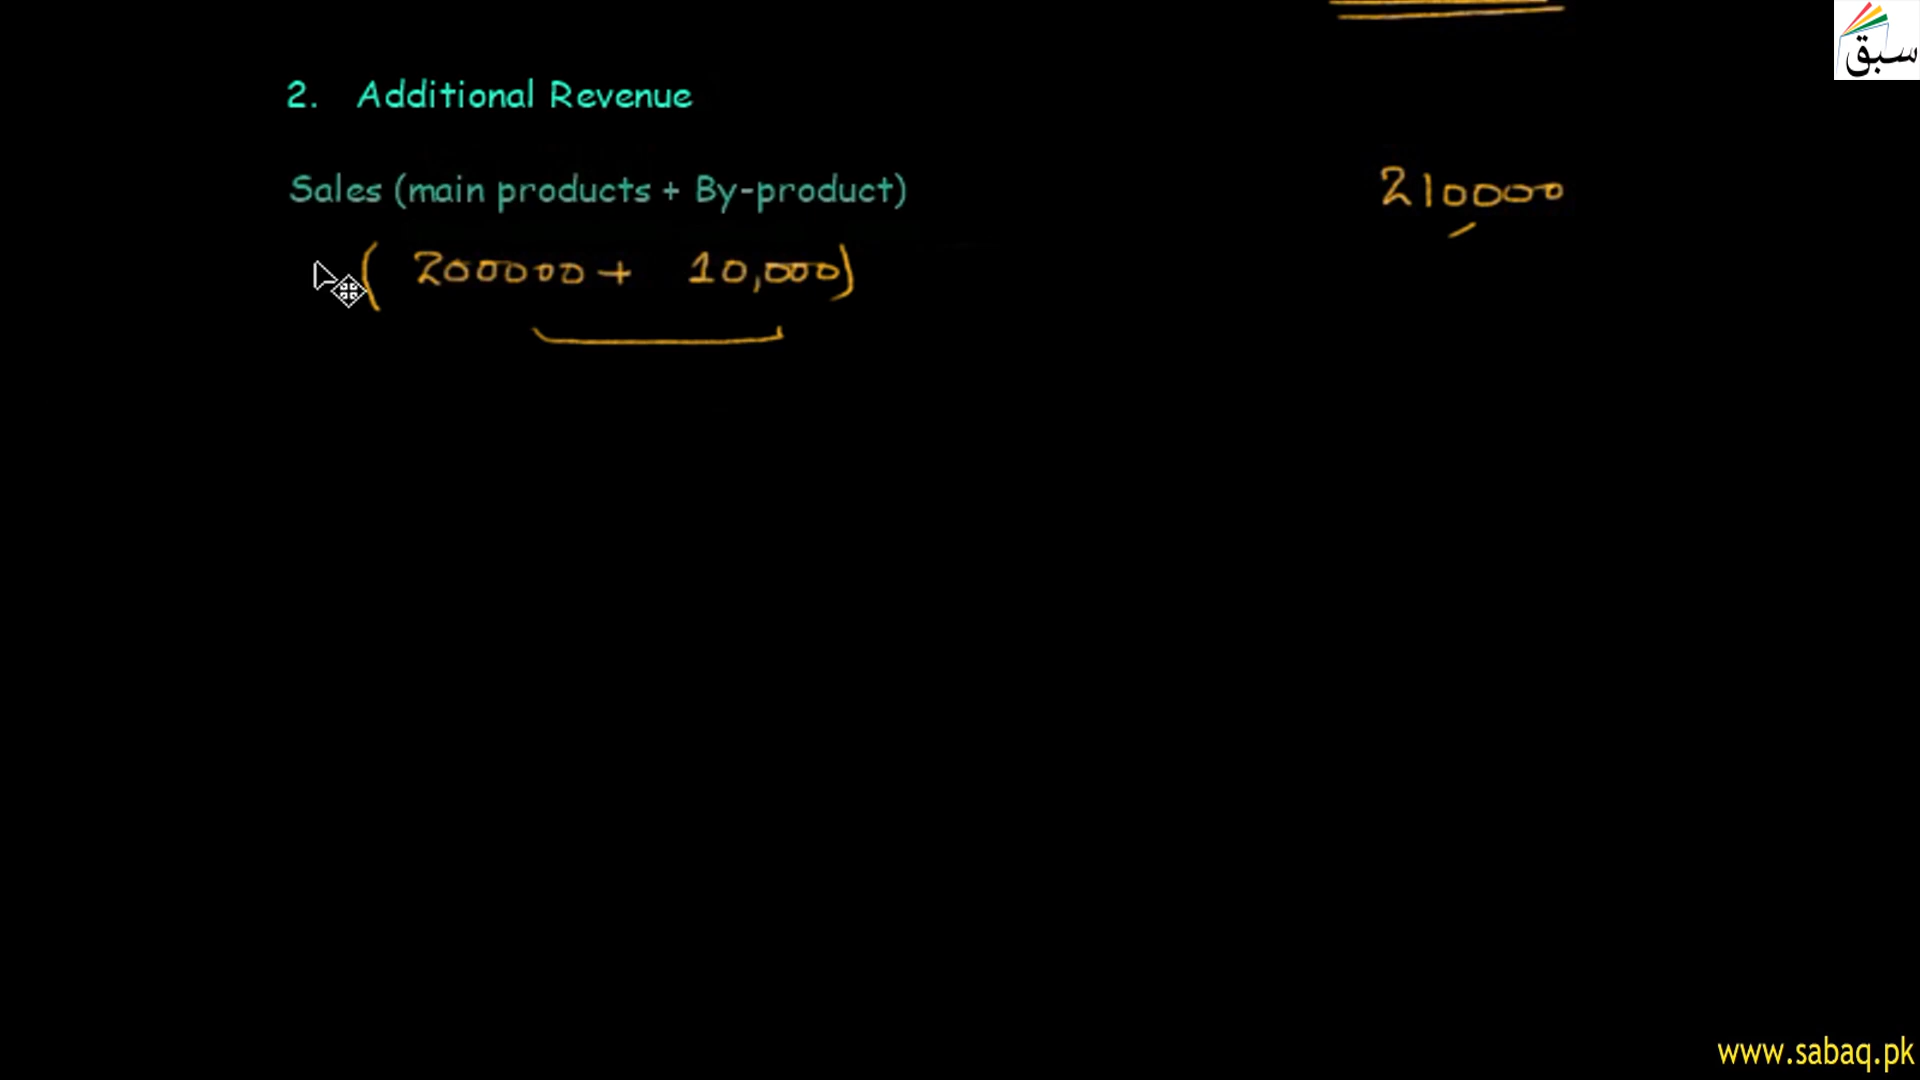 سبق
2. Additional Revenue
Sales (main products + By-product) 210000
( 200000 + 10,000)
www.sabaq.pk